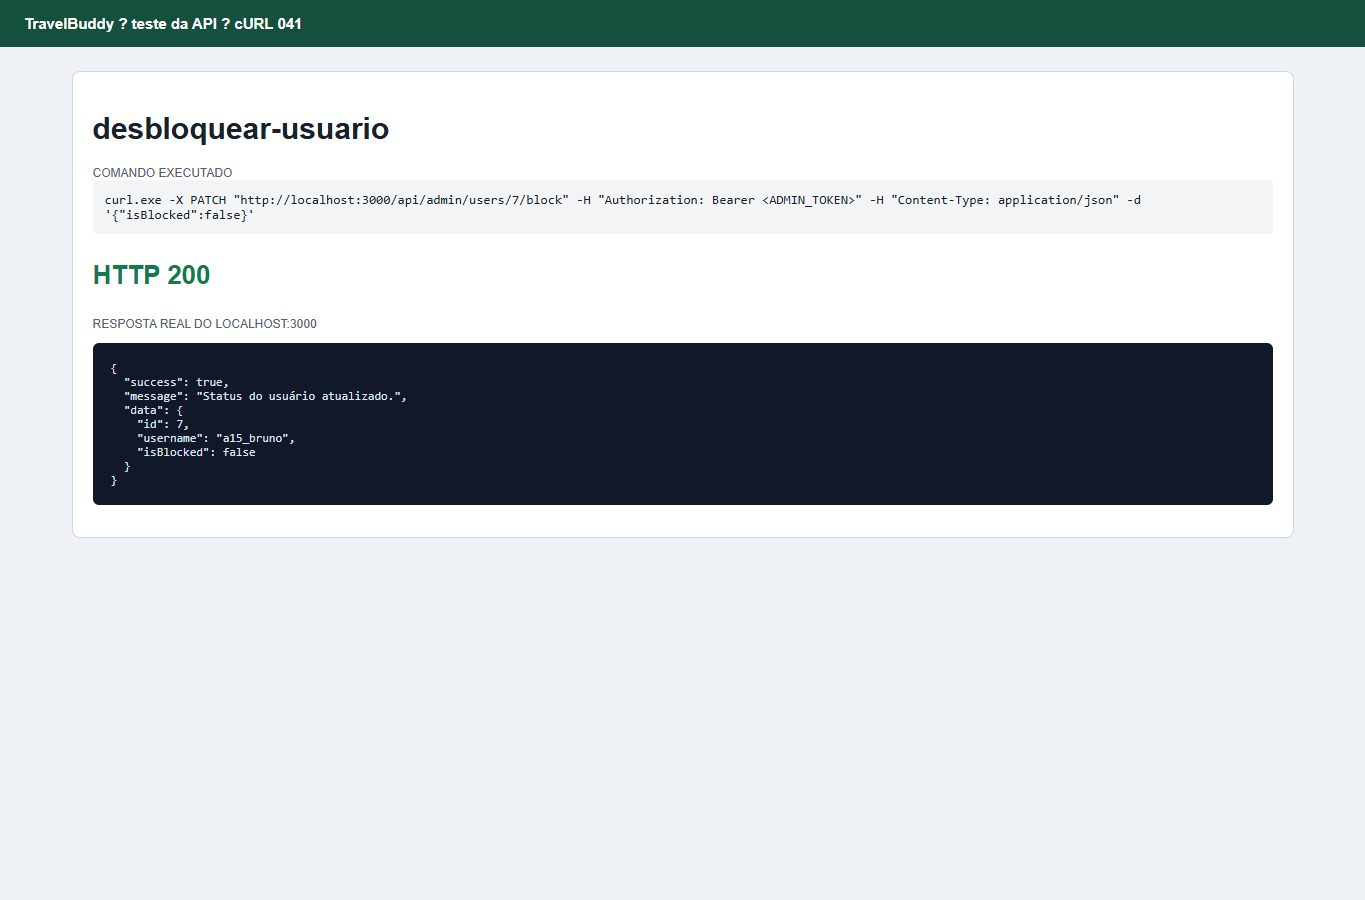 TravelBuddy ? teste da API ? cURL 041
desbloquear-usuario
COMANDO EXECUTADO
curl.exe -X PATCH "http://localhost:3000/api/admin/users/7/block" -H "Authorization: Bearer <ADMIN_TOKEN>" -H "Content-Type: application/json" -d
'{"isBlocked":false}'
HTTP 200
RESPOSTA REAL DO LOCALHOST:3000
{
  "success": true,
  "message": "Status do usuário atualizado.",
  "data": {
    "id": 7,
    "username": "a15_bruno",
    "isBlocked": false
  }
}